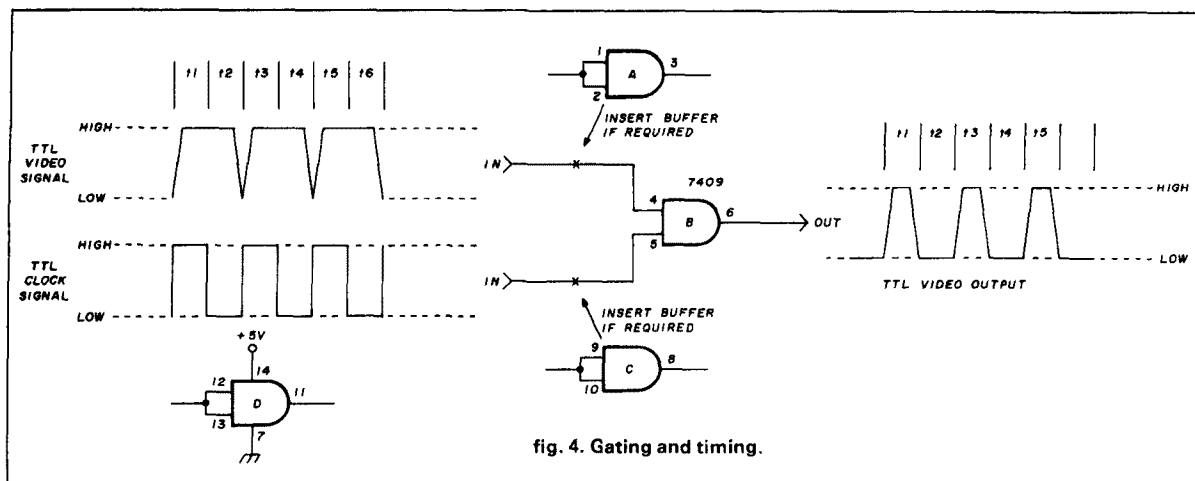 t1 t2 t3 t4 t5 t6
HIGH
TTL
VIDEO
SIGNAL
LOW
HIGH
TTL
CLOCK
SIGNAL
LOW
+5V
14
12
13
D
11
7
1
2
A
3
INSERT BUFFER
IF REQUIRED
IN
7409
4
5
B
6
OUT
IN
INSERT BUFFER
IF REQUIRED
9
10
C
8
t1 t2 t3 t4 t5
HIGH
LOW
TTL VIDEO OUTPUT
fig. 4. Gating and timing.